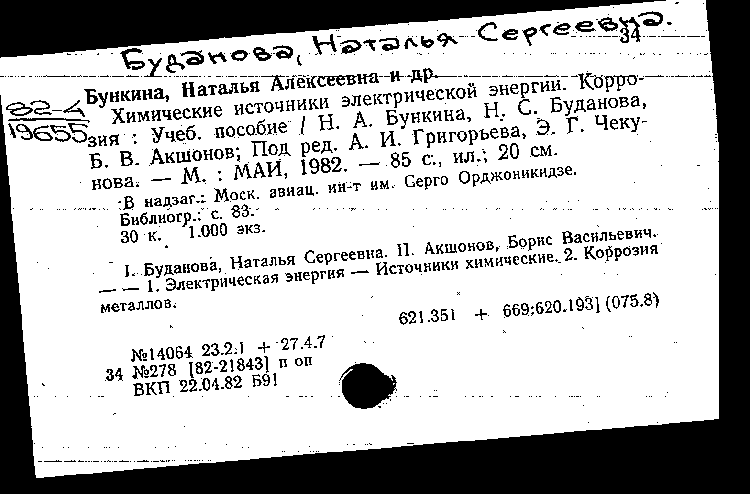 Буданова, Наталья Сергеевна.
34
Бункина, Наталья Алексеевна и др.
82-4
19655
Химические источники электрической энергии. Корро-
зия : Учеб. пособие / Н. А. Бункина, Н. С. Буданова,
Б. В. Акшонов; Под ред. А. И. Григорьева, Э. Г. Чеку-
нова. — М. : МАИ, 1982. — 85 с., ил.; 20 см.
В надзаг.: Моск. авиац. ин-т им. Серго Орджоникидзе.
Библиогр.: с. 83.
30 к. 1.000 экз.
I. Буданова, Наталья Сергеевна. II. Акшонов, Борис Васильевич.
— — 1. Электрическая энергия — Источники химические. 2. Коррозия
металлов.
621.351 + 669:620.193] (075.8)
№14064 23.2.1 + 27.4.7
34 №278 [82-21843] п оп
ВКП 22.04.82 Б91